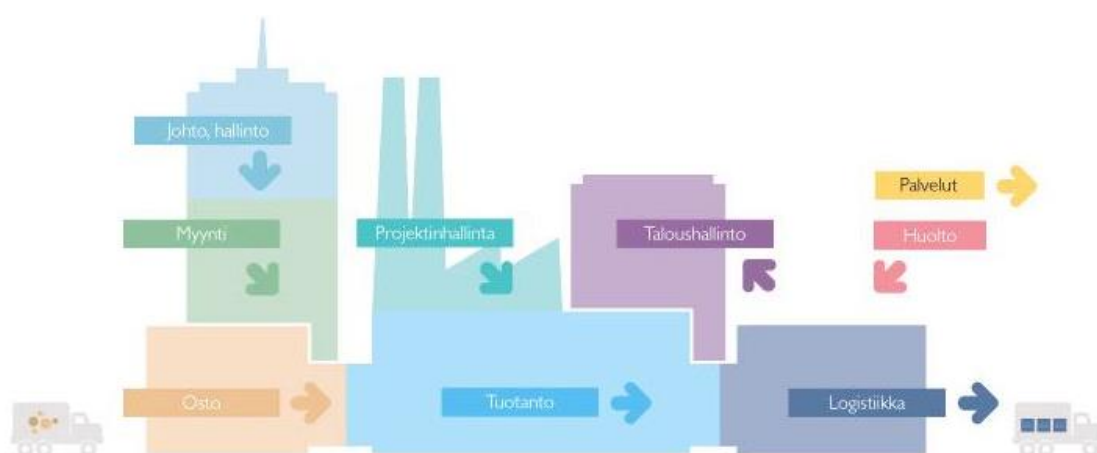 Johto, hallinto
Palvelut
Myynti
Projektinhallinta
Taloushallinto
Huolto
Osto
Tuotanto
Logistiikka